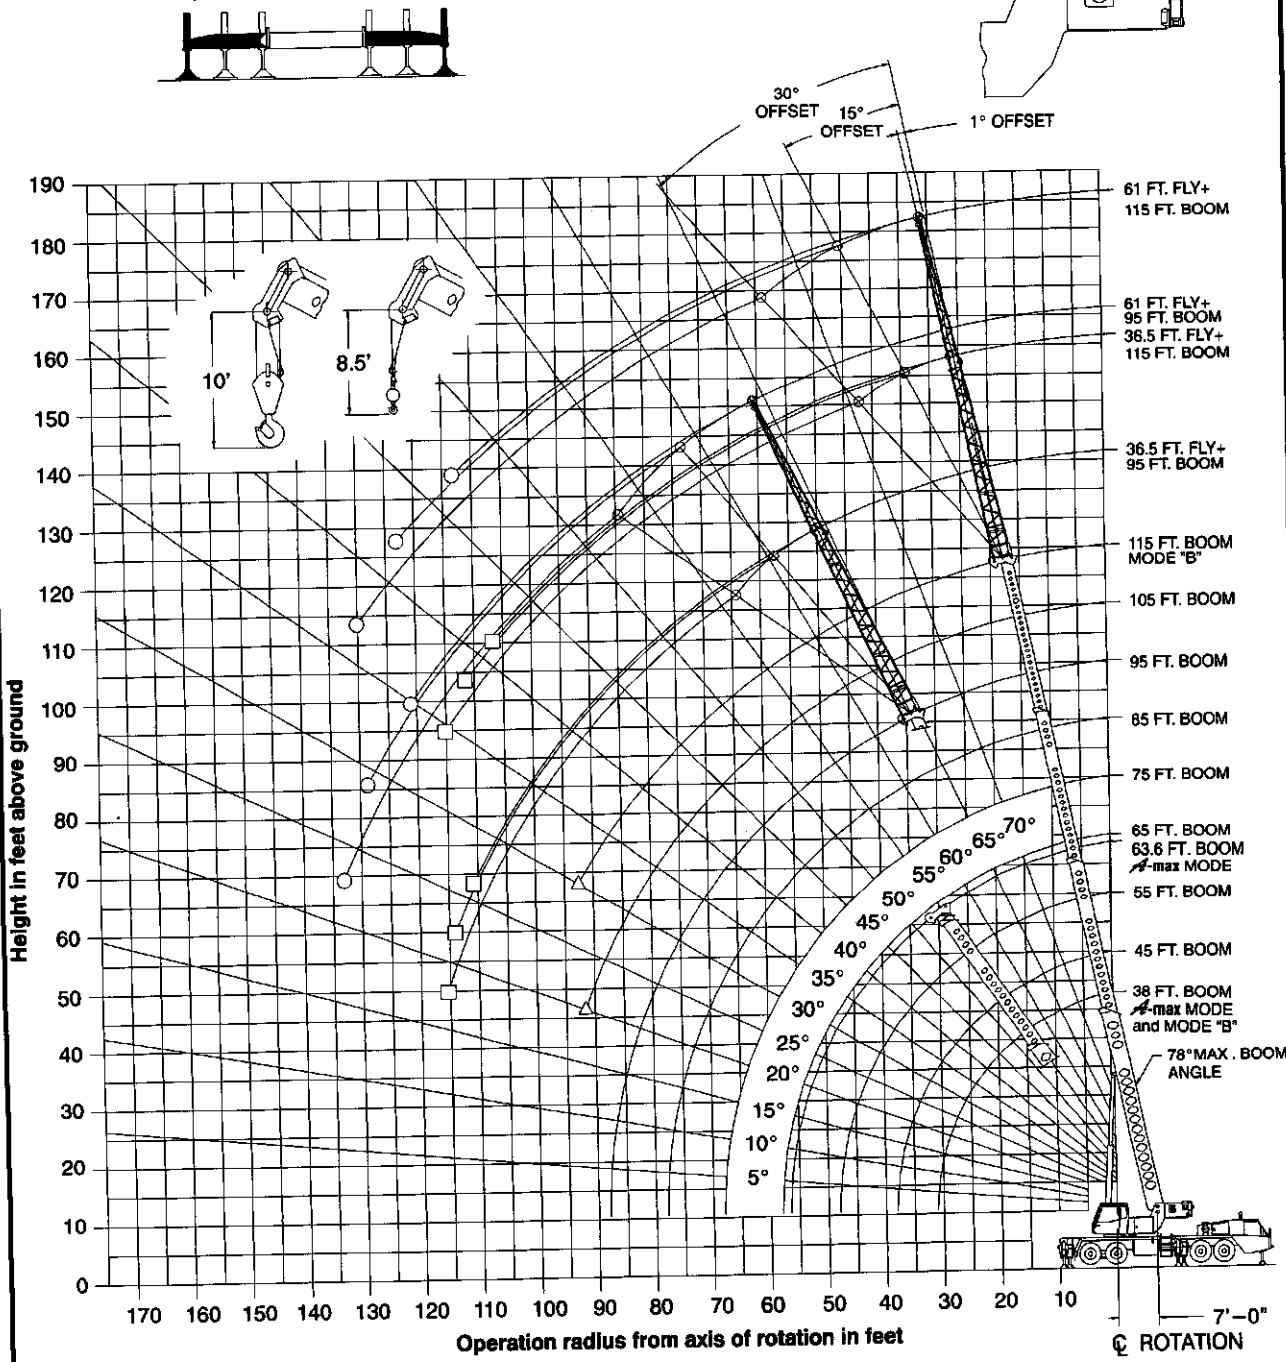 30°
OFFSET
15°
OFFSET
1° OFFSET
190
180
170
160
150
140
130
120
110
100
90
80
70
60
50
40
30
20
10
0
Height in feet above ground
10'
8.5'
61 FT. FLY+
115 FT. BOOM
61 FT. FLY+
95 FT. BOOM
36.5 FT. FLY+
115 FT. BOOM
36.5 FT. FLY+
95 FT. BOOM
115 FT. BOOM
MODE "B"
105 FT. BOOM
95 FT. BOOM
85 FT. BOOM
75 FT. BOOM
65 FT. BOOM
63.6 FT. BOOM
A-max MODE
55 FT. BOOM
45 FT. BOOM
38 FT. BOOM
A-max MODE
and MODE "B"
78° MAX. BOOM
ANGLE
70°
65°
60°
55°
50°
45°
40°
35°
30°
25°
20°
15°
10°
5°
170 160 150 140 130 120 110 100 90 80 70 60 50 40 30 20 10
7'-0"
℄ ROTATION
Operation radius from axis of rotation in feet